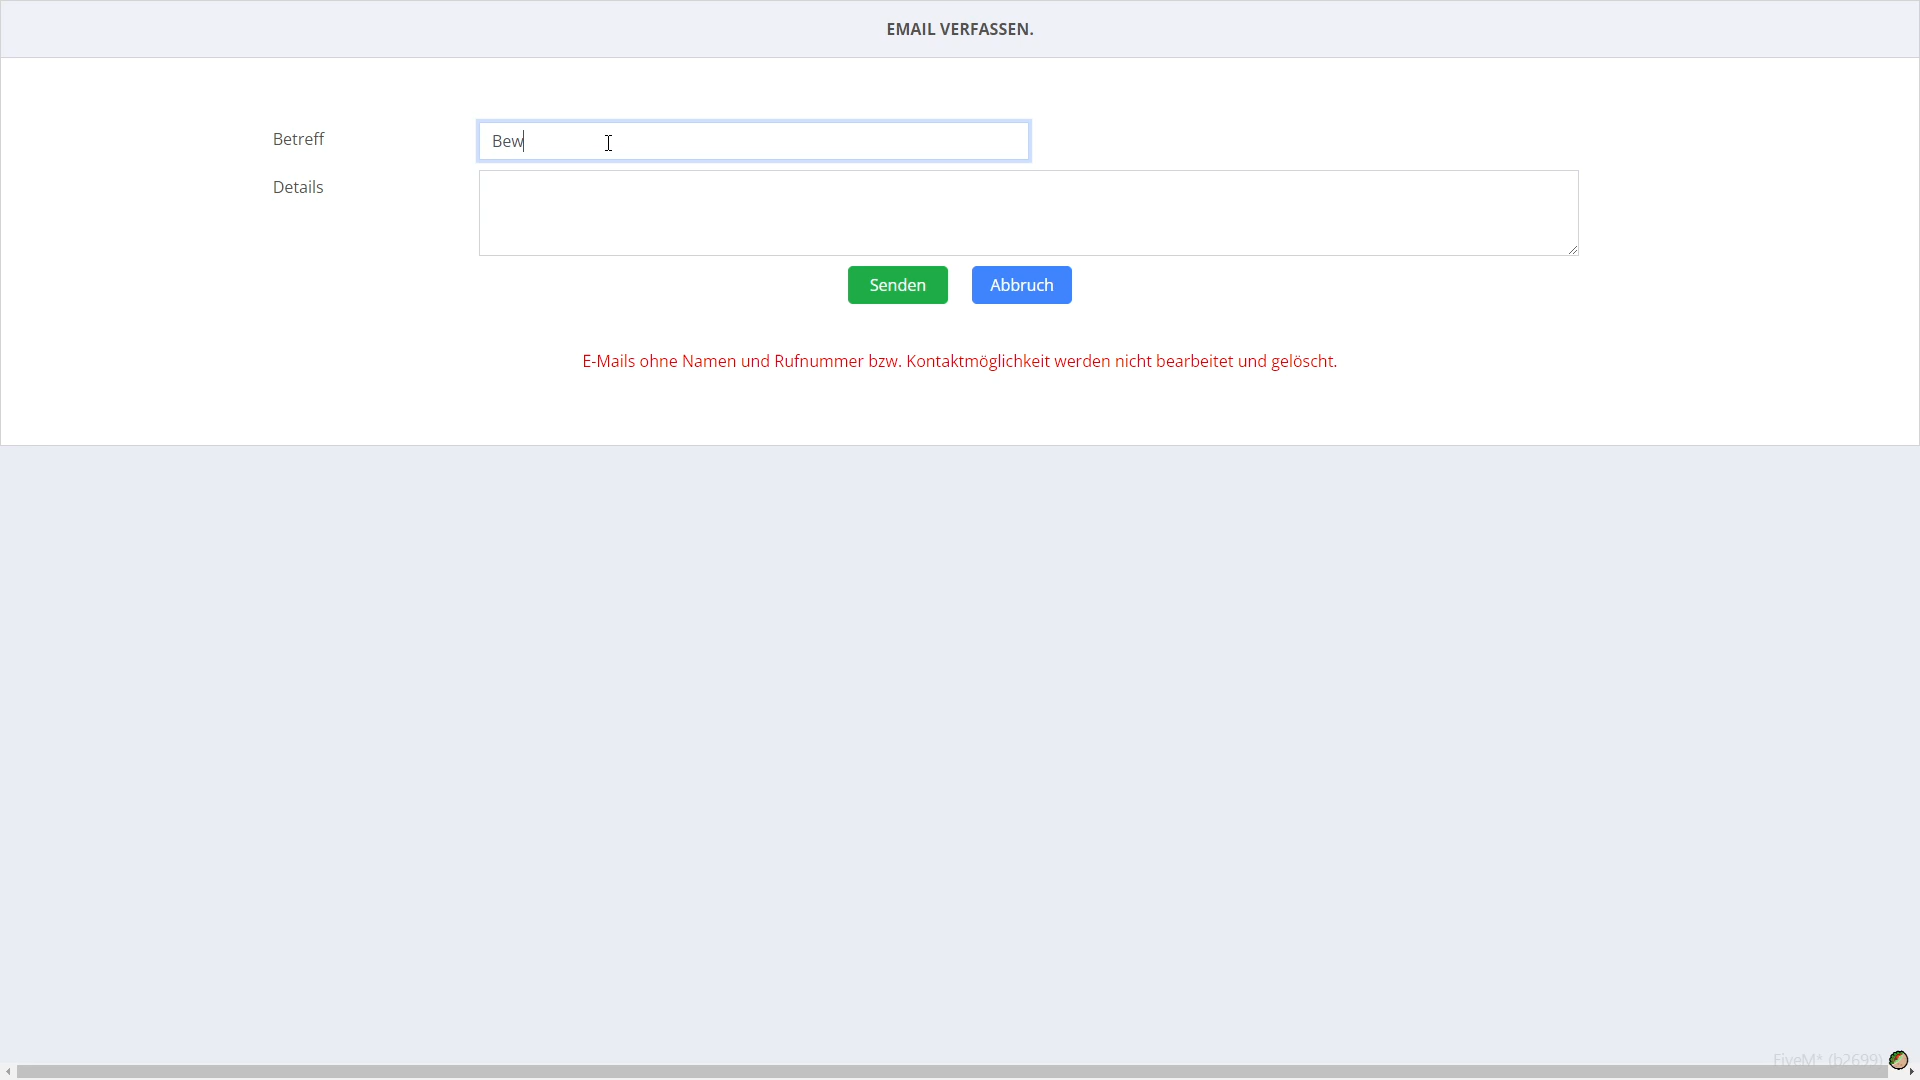 EMAIL VERFASSEN.
Betreff
Bew
Details
Senden
Abbruch
E-Mails ohne Namen und Rufnummer bzw. Kontaktmöglichkeit werden nicht bearbeitet und gelöscht.
FiveM* (b2699)